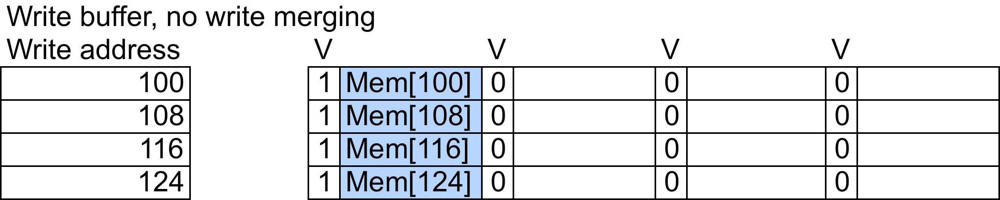 Write buffer, no write merging
Write address V V V V
100 1 Mem[100] 0 0 0
108 1 Mem[108] 0 0 0
116 1 Mem[116] 0 0 0
124 1 Mem[124] 0 0 0